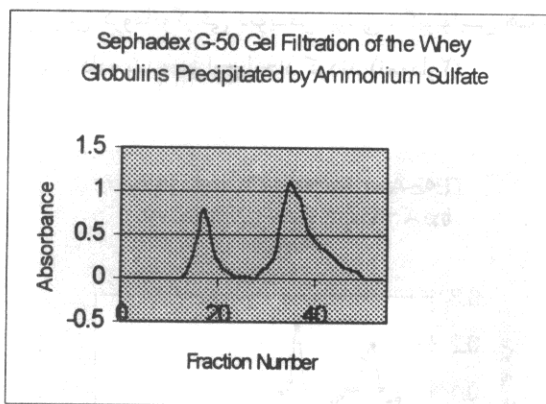 Sephadex G-50 Gel Filtration of the Whey
Globulins Precipitated by Ammonium Sulfate
1.5
1
0.5
0
-0.5
Absorbance
0 20 40
Fraction Number